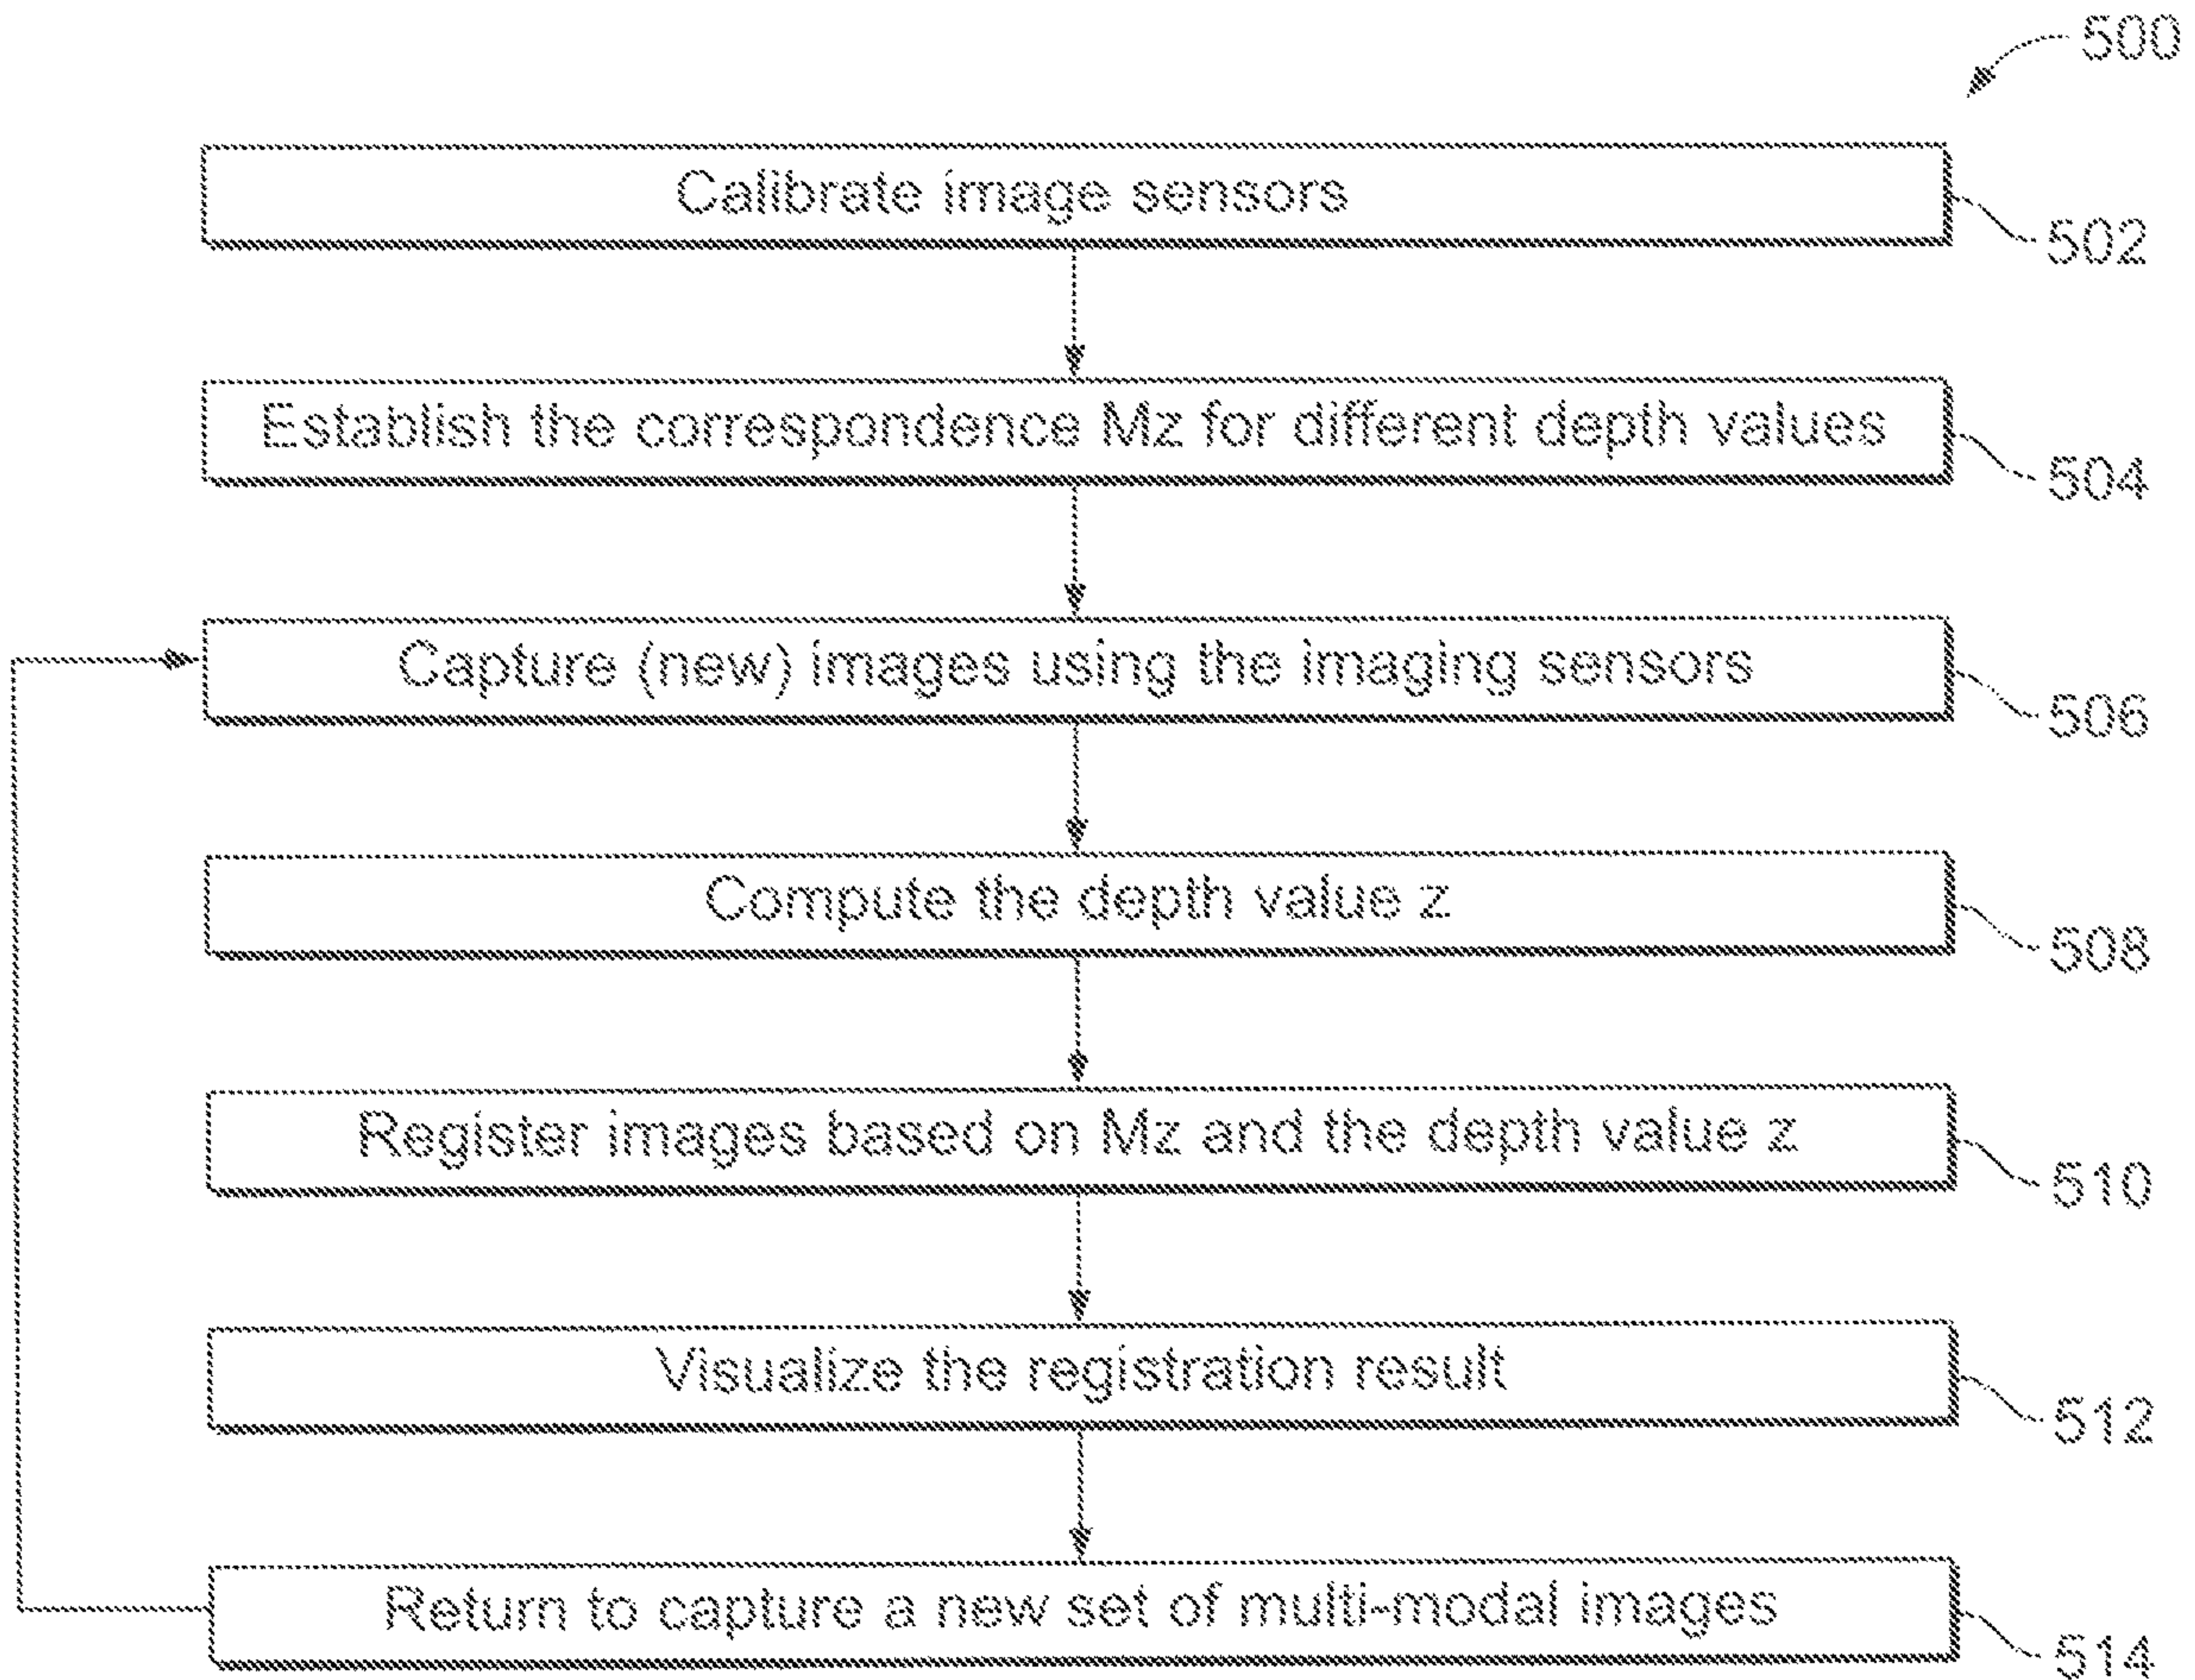 500
Calibrate image sensors
502
Establish the correspondence Mz for different depth values
504
Capture (new) images using the imaging sensors
506
Compute the depth value z
508
Register images based on Mz and the depth value z
510
Visualize the registration result
512
Return to capture a new set of multi-modal images
514